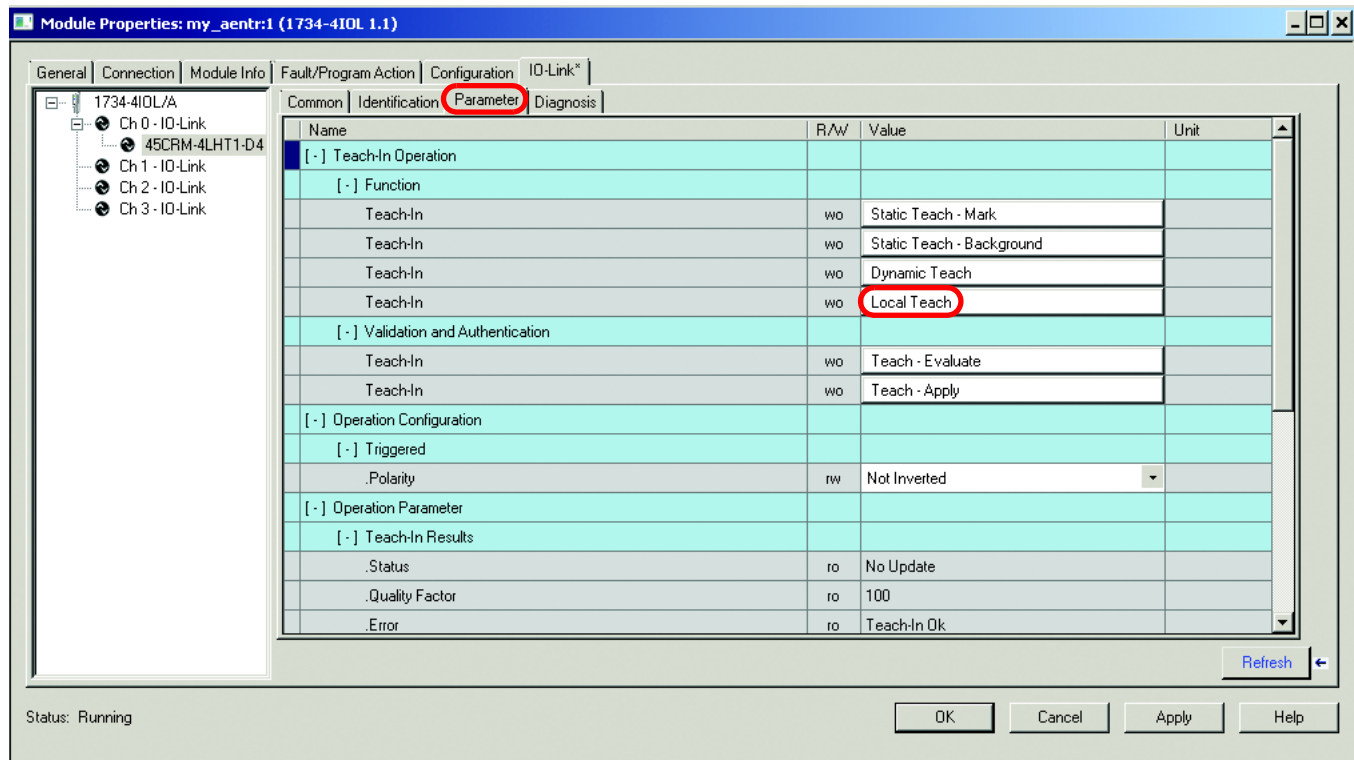 Module Properties: my_aentr:1 (1734-4IOL 1.1)
General Connection Module Info Fault/Program Action Configuration IO-Link*
1734-4IOL/A
Ch 0 - IO-Link
45CRM-4LHT1-D4
Ch 1 - IO-Link
Ch 2 - IO-Link
Ch 3 - IO-Link
Common Identification Parameter Diagnosis
Name R/W Value Unit
[-] Teach-In Operation
[-] Function
Teach-In wo Static Teach - Mark
Teach-In wo Static Teach - Background
Teach-In wo Dynamic Teach
Teach-In wo Local Teach
[-] Validation and Authentication
Teach-In wo Teach - Evaluate
Teach-In wo Teach - Apply
[-] Operation Configuration
[-] Triggered
.Polarity rw Not Inverted
[-] Operation Parameter
[-] Teach-In Results
.Status ro No Update
.Quality Factor ro 100
.Error ro Teach-In Ok
Refresh
Status: Running
OK Cancel Apply Help